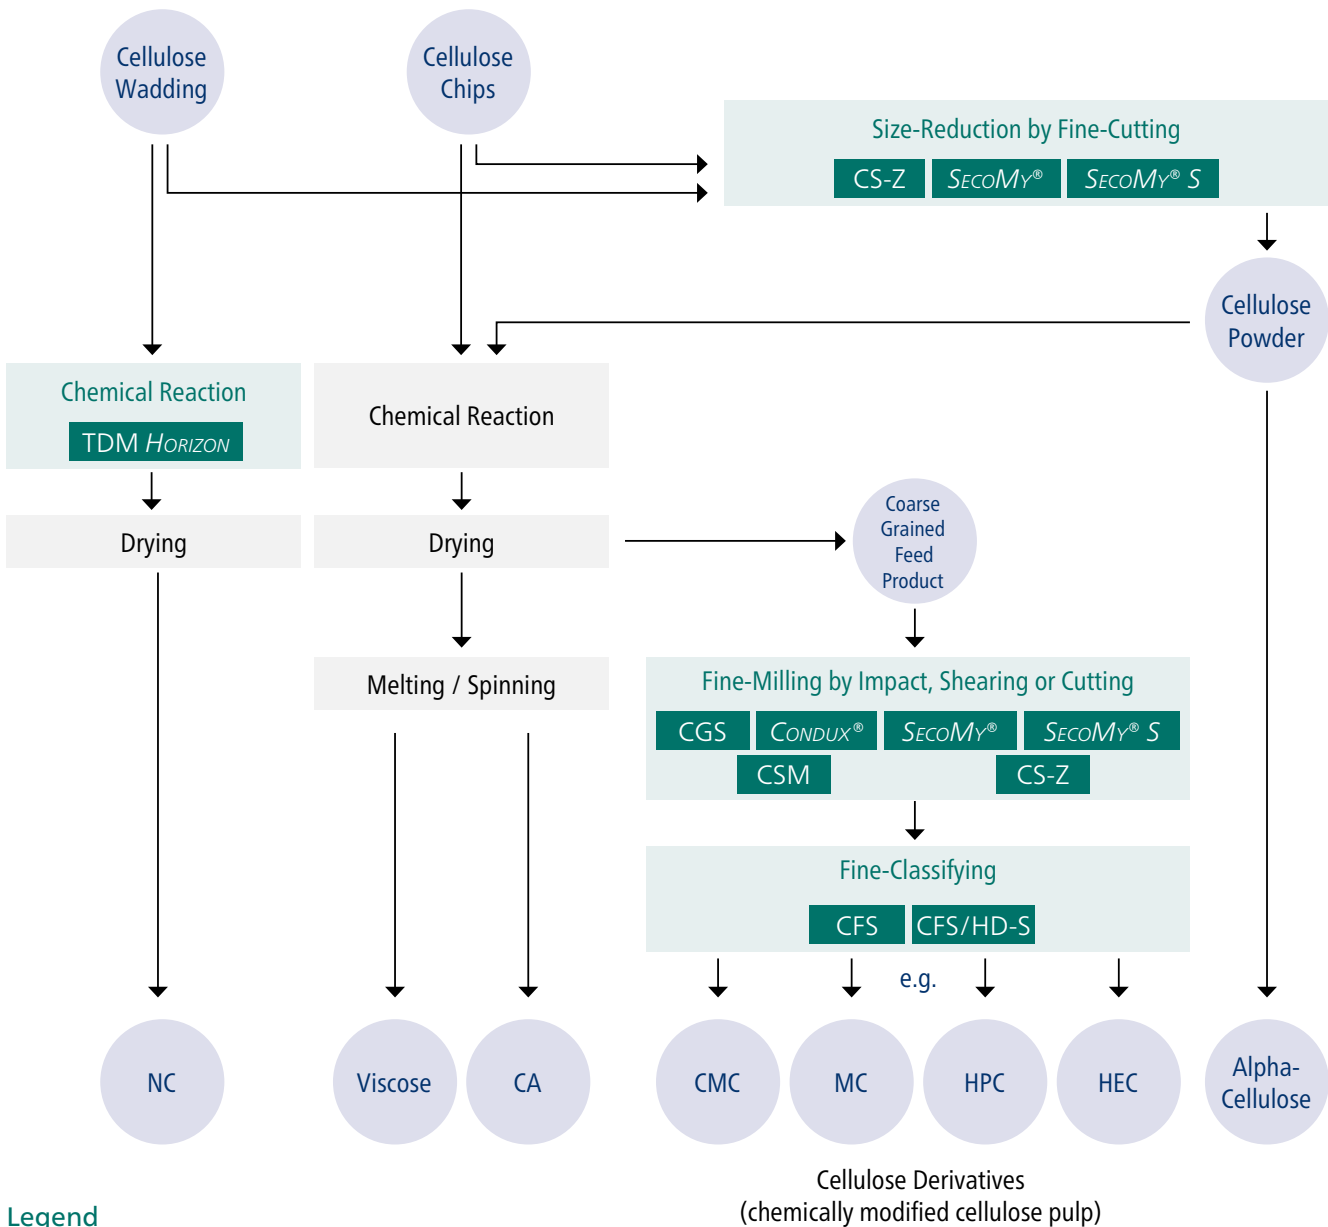 Cellulose
Wadding
Cellulose
Chips
Size-Reduction by Fine-Cutting
CS-Z
SECOMY®
SECOMY® S
Cellulose
Powder
Chemical Reaction
TDM HORIZON
Chemical Reaction
Drying
Drying
Coarse
Grained
Feed
Product
Melting / Spinning
Fine-Milling by Impact, Shearing or Cutting
CGS
CONDUX®
SECOMY®
SECOMY® S
CSM
CS-Z
Fine-Classifying
CFS
CFS/HD-S
e.g.
NC
Viscose
CA
CMC
MC
HPC
HEC
Alpha-
Cellulose
Cellulose Derivatives
(chemically modified cellulose pulp)
Legend